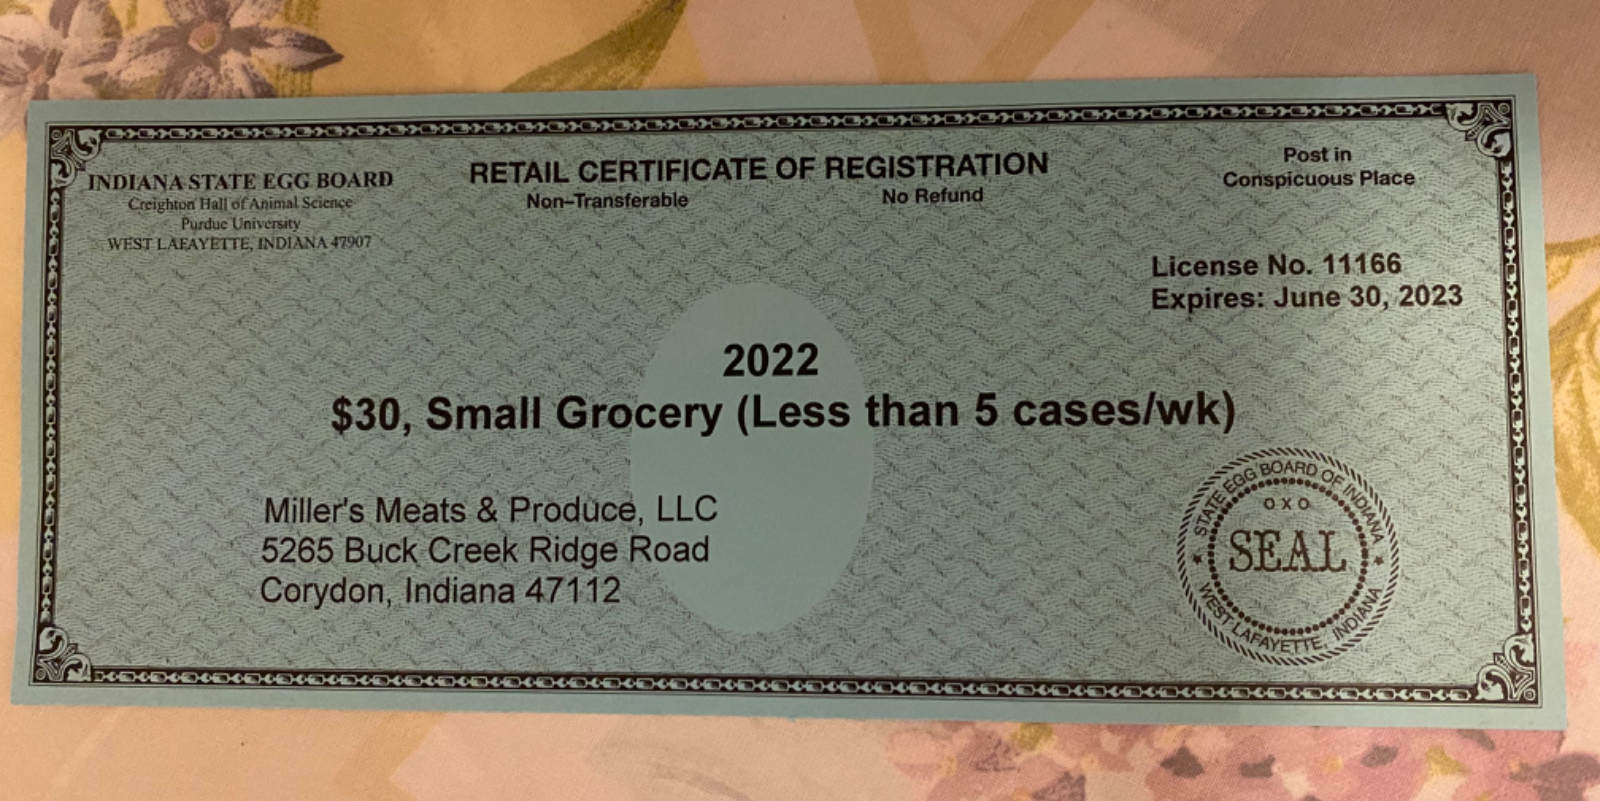 INDIANA STATE EGG BOARD
Creighton Hall of Animal Science
Purdue University
WEST LAFAYETTE, INDIANA 47907
RETAIL CERTIFICATE OF REGISTRATION
Non–Transferable No Refund
Post in
Conspicuous Place
License No. 11166
Expires: June 30, 2023
2022
$30, Small Grocery (Less than 5 cases/wk)
Miller's Meats & Produce, LLC
5265 Buck Creek Ridge Road
Corydon, Indiana 47112
STATE EGG BOARD OF INDIANA
OXO
SEAL
WEST LAFAYETTE, INDIANA